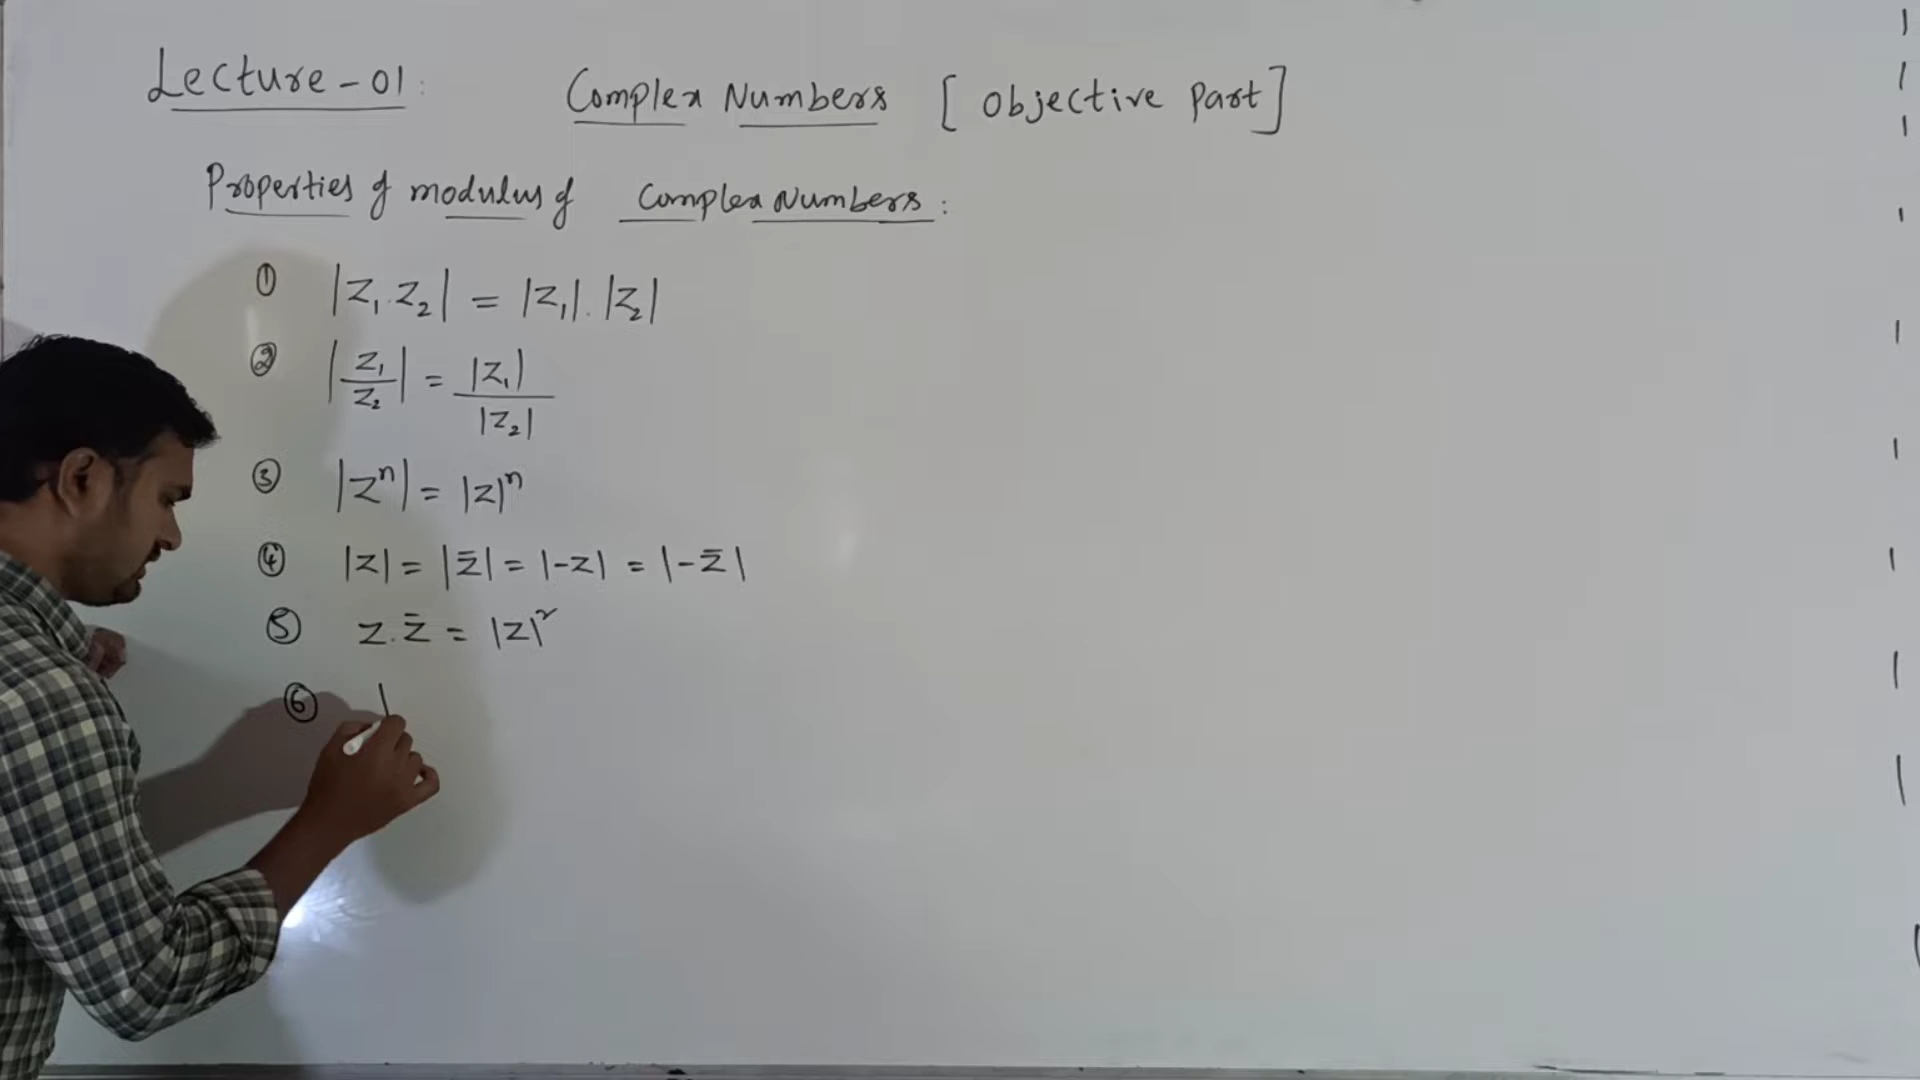 Lecture-01: Complex Numbers [Objective Part]
Properties of modulus of Complex Numbers:
① |z₁.z₂| = |z₁|.|z₂|
② |z₁/z₂| = |z₁|/|z₂|
③ |zⁿ| = |z|ⁿ
④ |z| = |z̄| = |-z| = |-z̄|
⑤ z.z̄ = |z|²
⑥ |